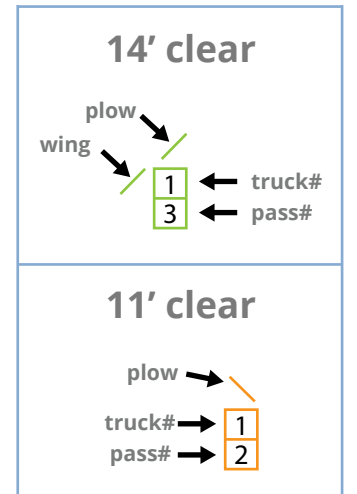 14’ clear
plow
wing
1 truck#
3 pass#
11’ clear
plow
truck# 1
pass# 2